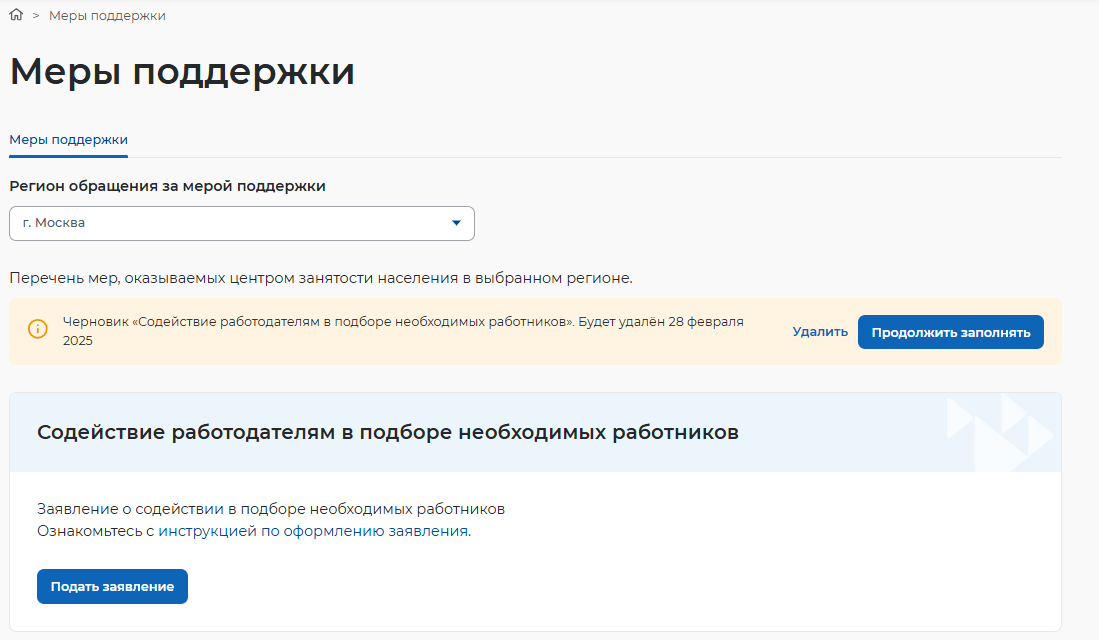 > Меры поддержки
Меры поддержки
Меры поддержки
Регион обращения за мерой поддержки
г. Москва
Перечень мер, оказываемых центром занятости населения в выбранном регионе.
Черновик «Содействие работодателям в подборе необходимых работников». Будет удалён 28 февраля
2025
Удалить
Продолжить заполнять
Содействие работодателям в подборе необходимых работников
Заявление о содействии в подборе необходимых работников
Ознакомьтесь с инструкцией по оформлению заявления.
Подать заявление